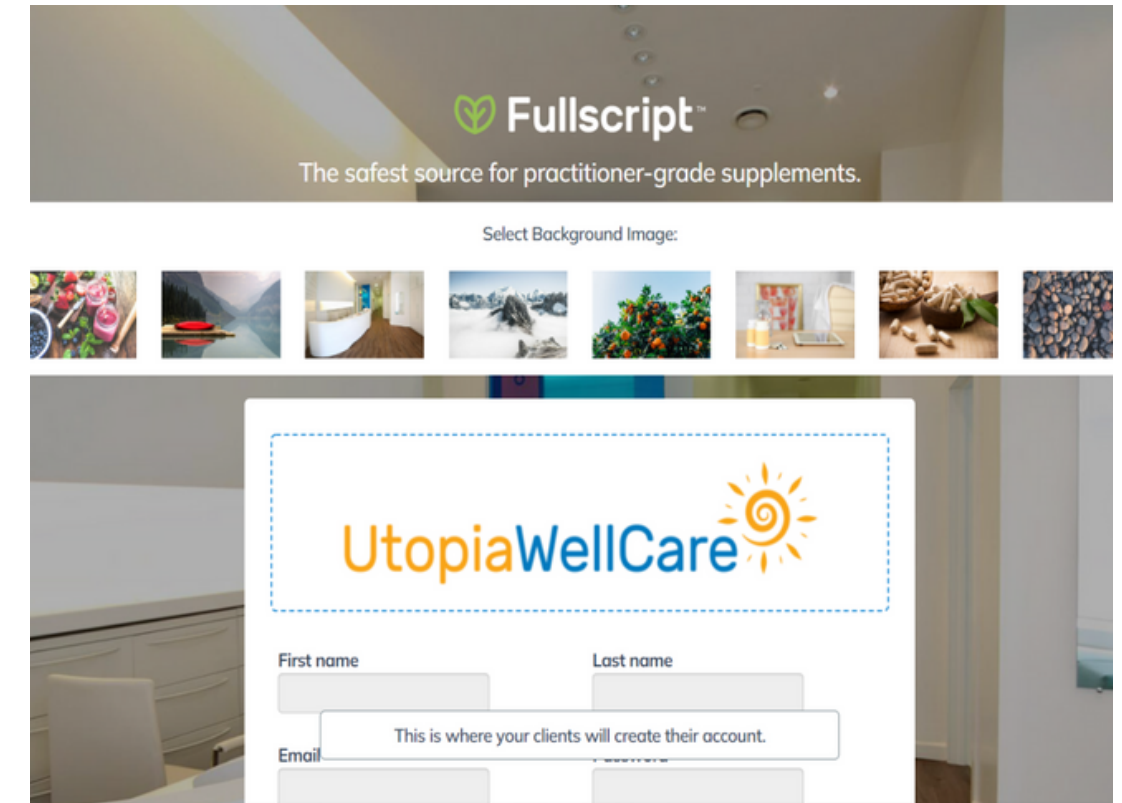 Fullscript™
The safest source for practitioner-grade supplements.
Select Background Image:
UtopiaWellCare
First name Last name
This is where your clients will create their account.
Email